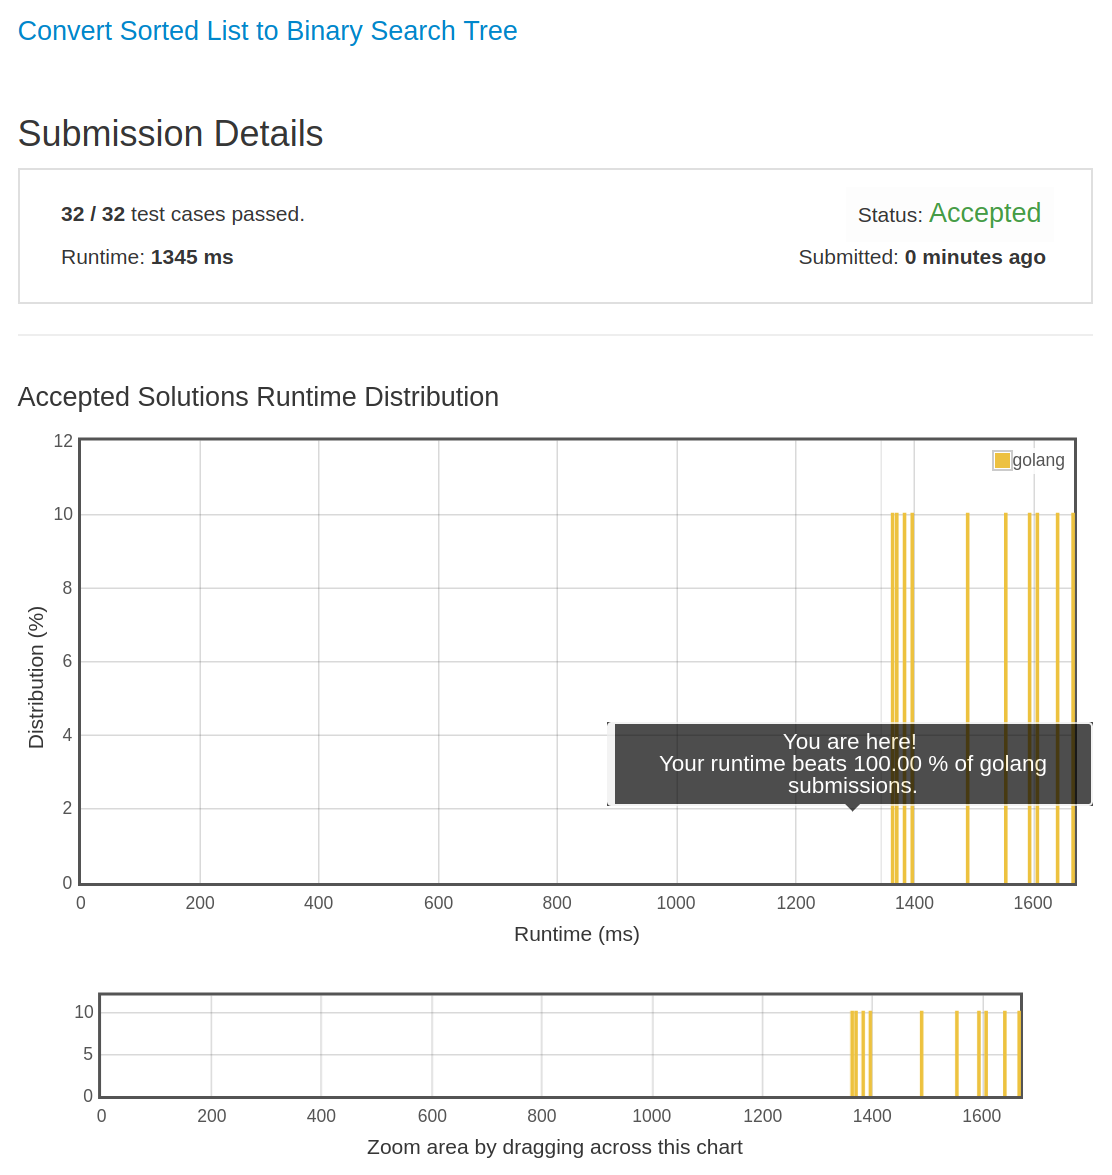 Convert Sorted List to Binary Search Tree
Submission Details
32 / 32 test cases passed.
Status: Accepted
Runtime: 1345 ms
Submitted: 0 minutes ago
Accepted Solutions Runtime Distribution
12
10
8
6
4
2
0
Distribution (%)
golang
You are here!
Your runtime beats 100.00 % of golang
submissions.
0 200 400 600 800 1000 1200 1400 1600
Runtime (ms)
10
5
0
0 200 400 600 800 1000 1200 1400 1600
Zoom area by dragging across this chart